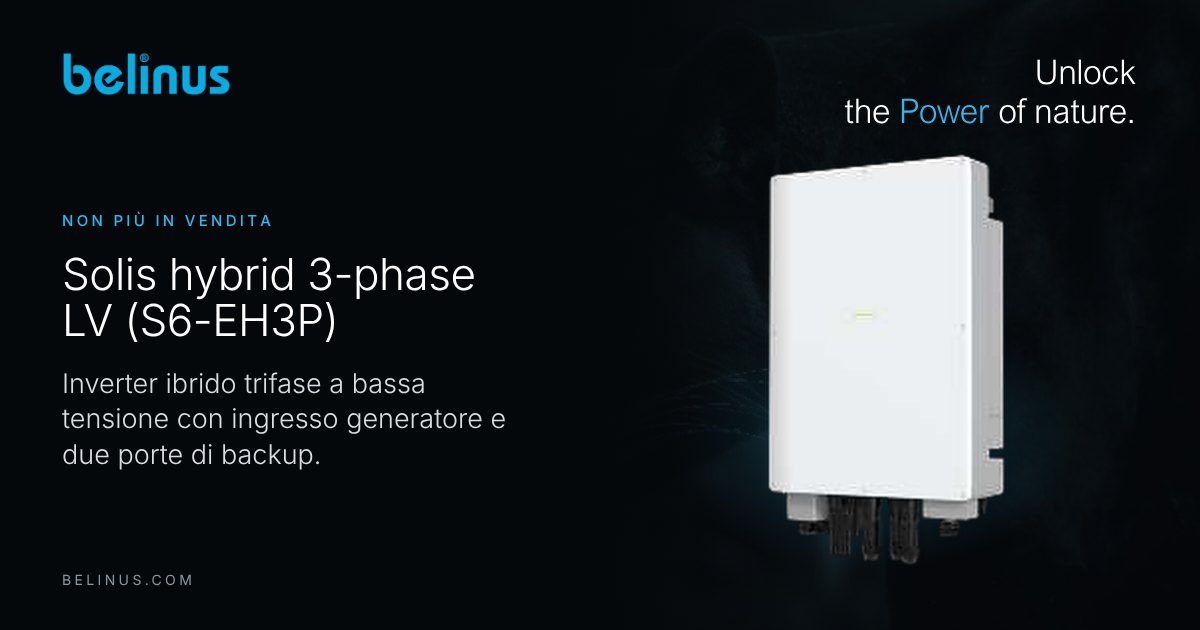 belinus®
Unlock
the Power of nature.
NON PIÙ IN VENDITA
Solis hybrid 3-phase
LV (S6-EH3P)
Inverter ibrido trifase a bassa
tensione con ingresso generatore e
due porte di backup.
BELINUS.COM